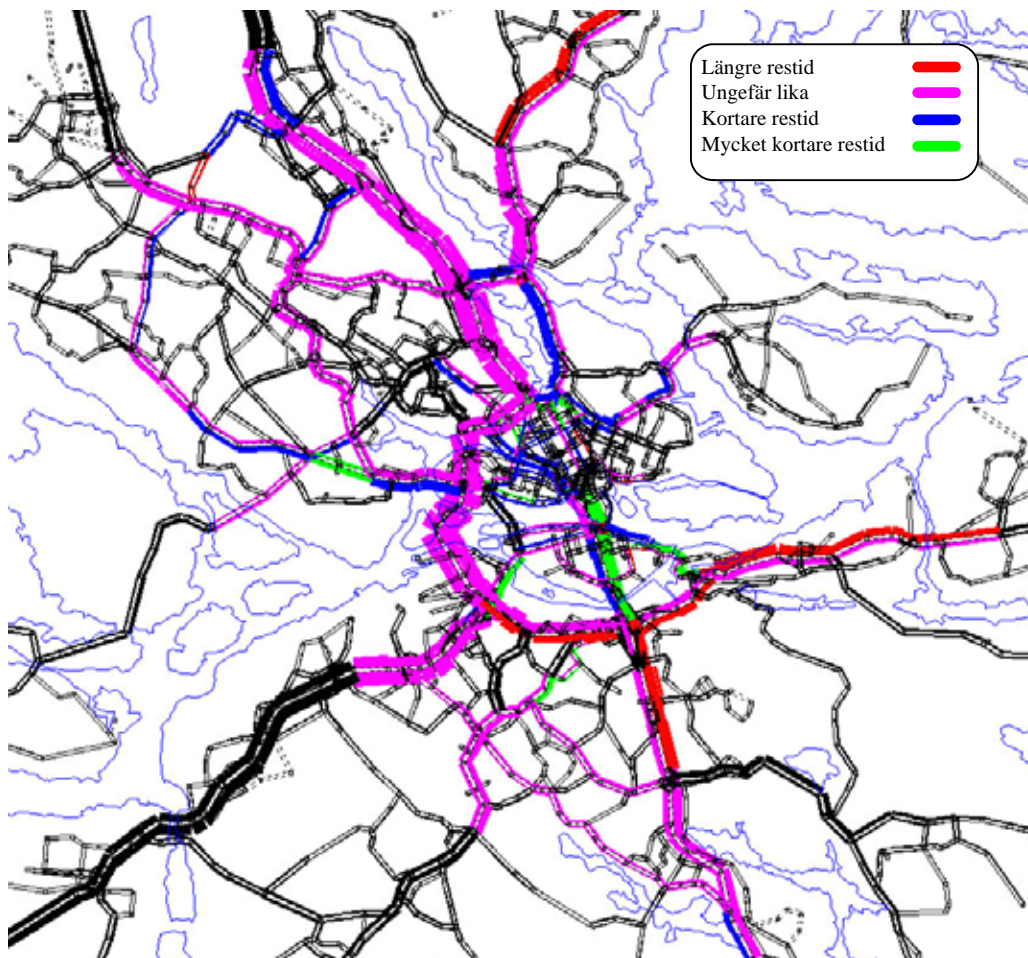 Längre restid
Ungefär lika
Kortare restid
Mycket kortare restid